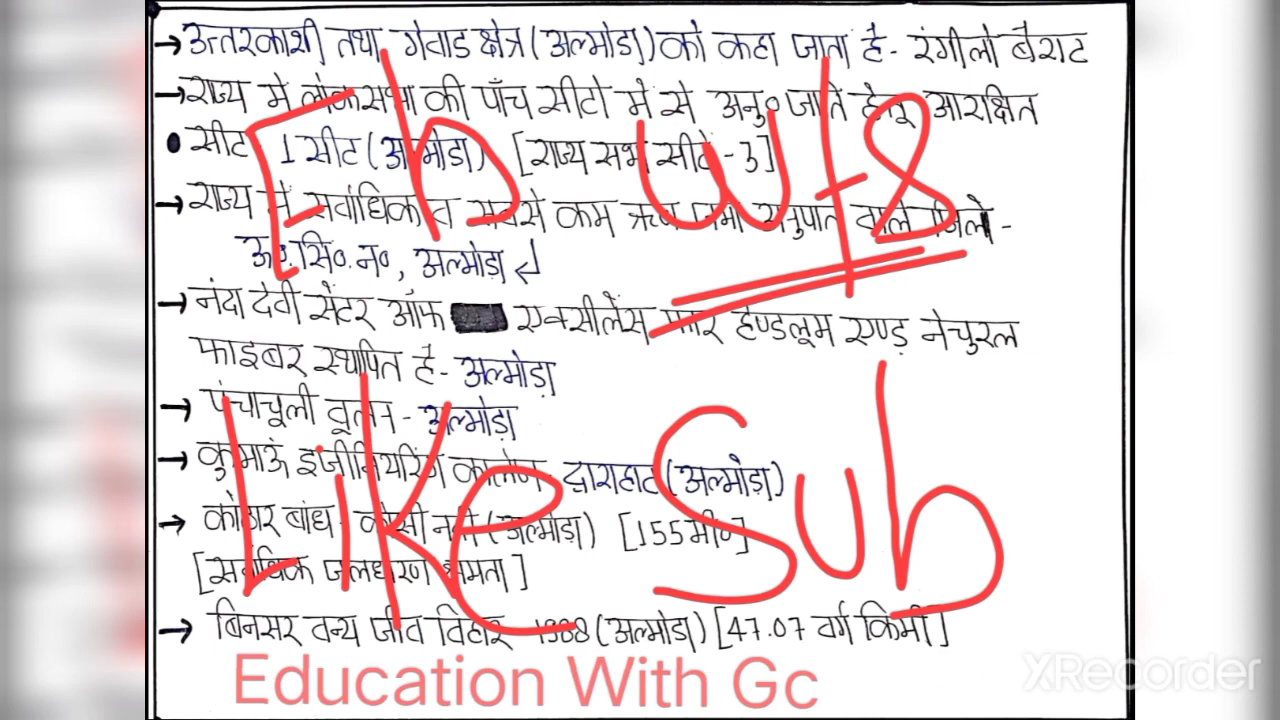 → उत्तरकाशी तथा गेवाड क्षेत्र (अल्मोडा) को कहा जाता है - रंगीलो बैराट
→ राज्य मे लोकसभा की पाँच सीटो में से अनु० जाति हेतू आरक्षित
सीट 1 सीट (अल्मोडा) [राज्य सभा सीटे - 3]
→ राज्य में सर्वाधिक व सबसे कम ऋण जमा अनुपात वाले जिले -
ऊ० सि० न०, अल्मोड़ा
→ नंदा देवी सेंटर ऑफ एक्सीलेंस फार हैण्डलूम एण्ड़ नेचुरल
फाइबर स्थापित है - अल्मोड़ा
→ पंचाचूली वूलन - अल्मोड़ा
→ कुमाऊं इंजीनियरिंग कालेज द्वाराहाट (अल्मोड़ा)
→ बांध - कोसी नदी (अल्मोड़ा) [155 मी०]
[सर्वाधिक जलधारण क्षमता]
→ बिनसर वन्य जीव विहार 1988 (अल्मोड़ा) [47.07 वर्ग किमी]
Like Sub
Education With Gc
XRecorder